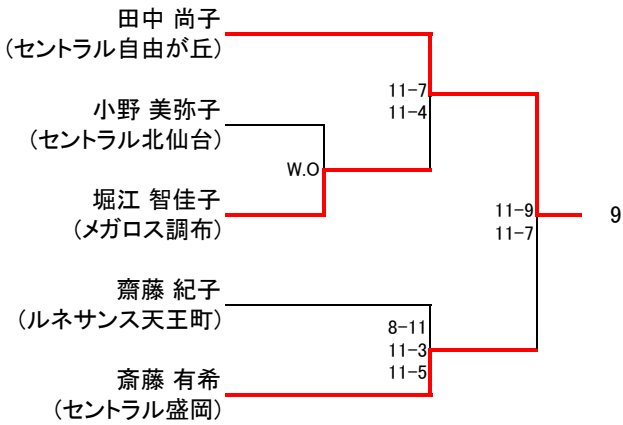 田中 尚子
(セントラル自由が丘)
11-7
11-4
小野 美弥子
(セントラル北仙台)
W.O
堀江 智佳子
(メガロス調布)
11-9
11-7
9
齋藤 紀子
(ルネサンス天王町)
8-11
11-3
11-5
斎藤 有希
(セントラル盛岡)